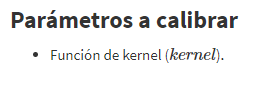 Parámetros a calibrar
• Función de kernel (kernel).